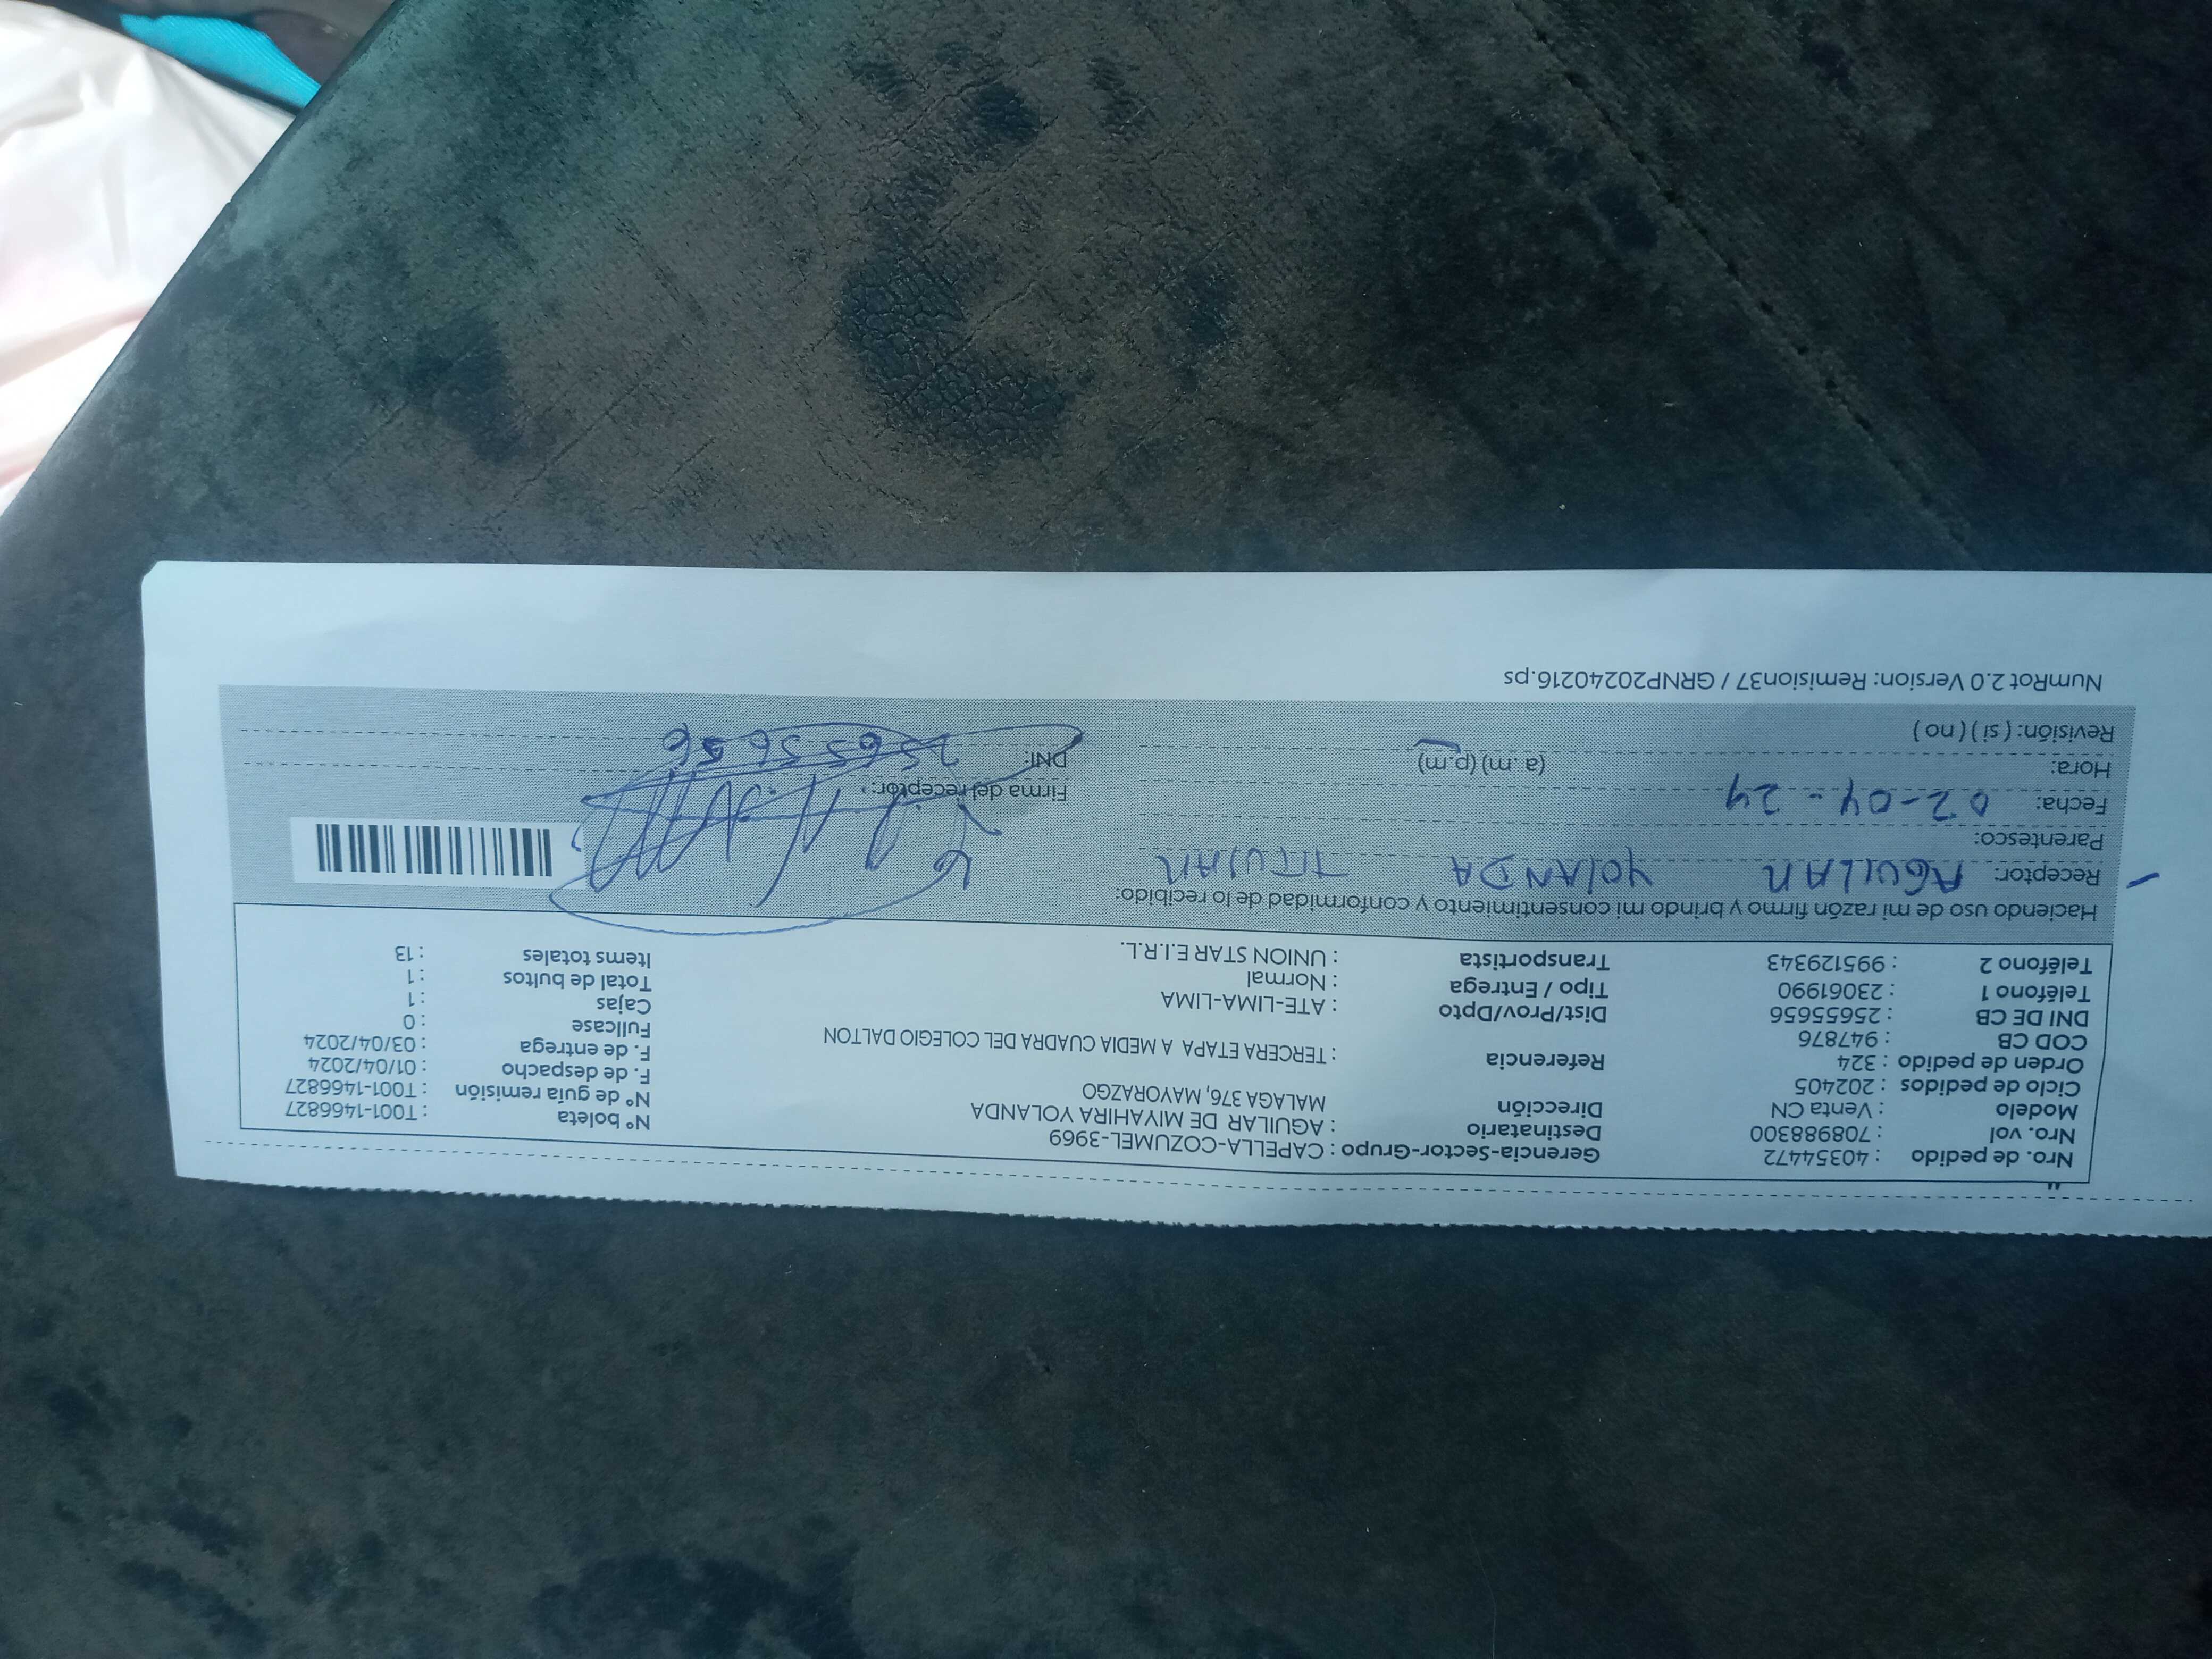 Nro. de pedido : 40354472 Gerencia-Sector-Grupo : CAPELLA-COZUMEL-3969 N° boleta : T001-1466827
Nro. vol : 708988300 Destinatario : AGUILAR DE MIYAHIRA YOLANDA N° de guía remisión : T001-1466827
Modelo : Venta CN Dirección MALAGA 376, MAYORAZGO F. de despacho : 01/04/2024
Ciclo de pedidos : 202405 F. de entrega : 03/04/2024
Orden de pedido : 324 Referencia : TERCERA ETAPA A MEDIA CUADRA DEL COLEGIO DALTON Fullcase : 0
COD CB : 947876 Cajas : 1
DNI DE CB : 25655656 Dist/Prov/Dpto : ATE-LIMA-LIMA Total de bultos : 1
Teléfono 1 : 23061990 Tipo / Entrega : Normal Items totales : 13
Teléfono 2 : 995129343 Transportista : UNION STAR E.I.R.L.
Haciendo uso de mi razón firmo y brindo mi consentimiento y conformidad de lo recibido:
Receptor: AGUILAR YOLANDA
Parentesco:
Fecha: 02-04-24 Firma del receptor:
Hora: (a.m) (p.m) DNI: 25655656
Revisión: ( si ) ( no )
NumRot 2.0 Version: Remision37 / GRNP20240216.ps